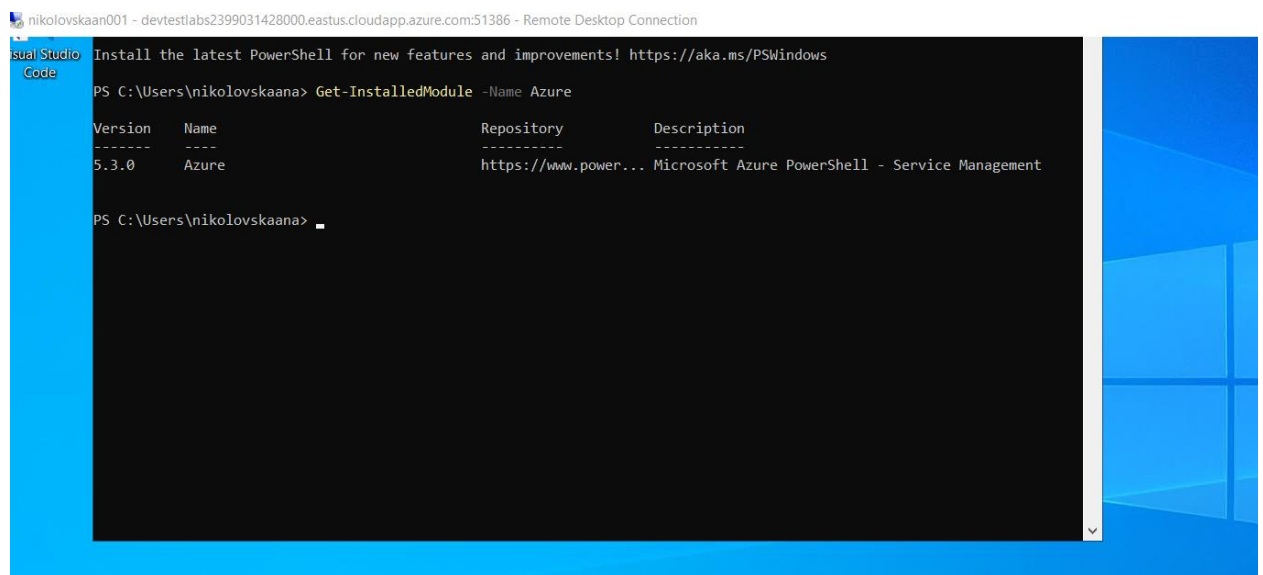 nikolovskaan001 - devtestlabs2399031428000.eastus.cloudapp.azure.com:51386 - Remote Desktop Connection
Studio
Code
Install the latest PowerShell for new features and improvements! https://aka.ms/PSWindows
PS C:\Users\nikolovskaana> Get-InstalledModule -Name Azure
Version Name Repository Description
------- ---- ---------- -----------
5.3.0 Azure https://www.power... Microsoft Azure PowerShell - Service Management
PS C:\Users\nikolovskaana>